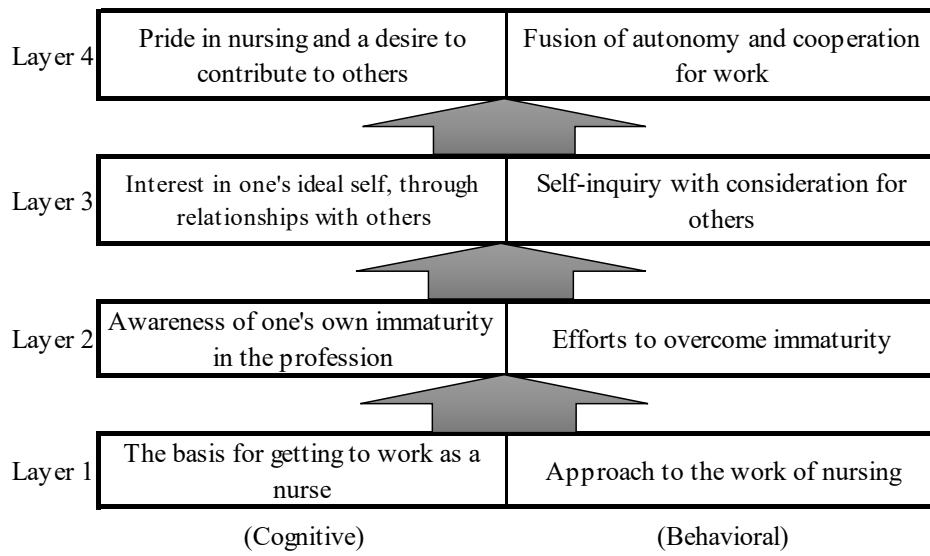 Layer 4
Pride in nursing and a desire to
contribute to others
Fusion of autonomy and cooperation
for work
Layer 3
Interest in one's ideal self, through
relationships with others
Self-inquiry with consideration for
others
Layer 2
Awareness of one's own immaturity
in the profession
Efforts to overcome immaturity
Layer 1
The basis for getting to work as a
nurse
Approach to the work of nursing
(Cognitive)
(Behavioral)